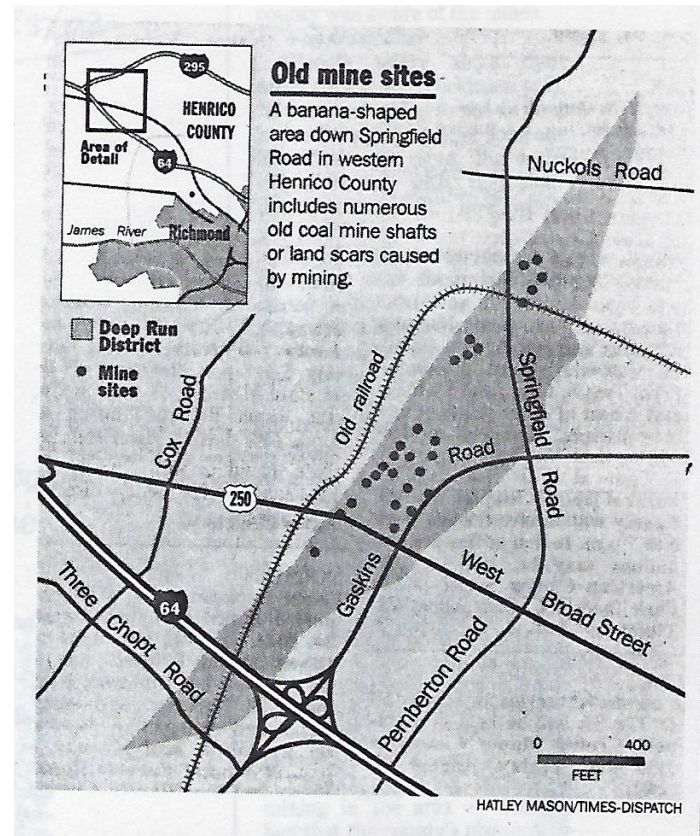 295
HENRICO
COUNTY
Area of
Detail
64
James River
Richmond
Old mine sites
A banana-shaped
area down Springfield
Road in western
Henrico County
includes numerous
old coal mine shafts
or land scars caused
by mining.
Deep Run
District
Mine
sites
Nuckols Road
Cox Road
Old railroad
Springfield Road
250
Gaskins Road
West Broad Street
64
Three Chopt Road
Pemberton Road
0 400
FEET
HATLEY MASON/TIMES-DISPATCH